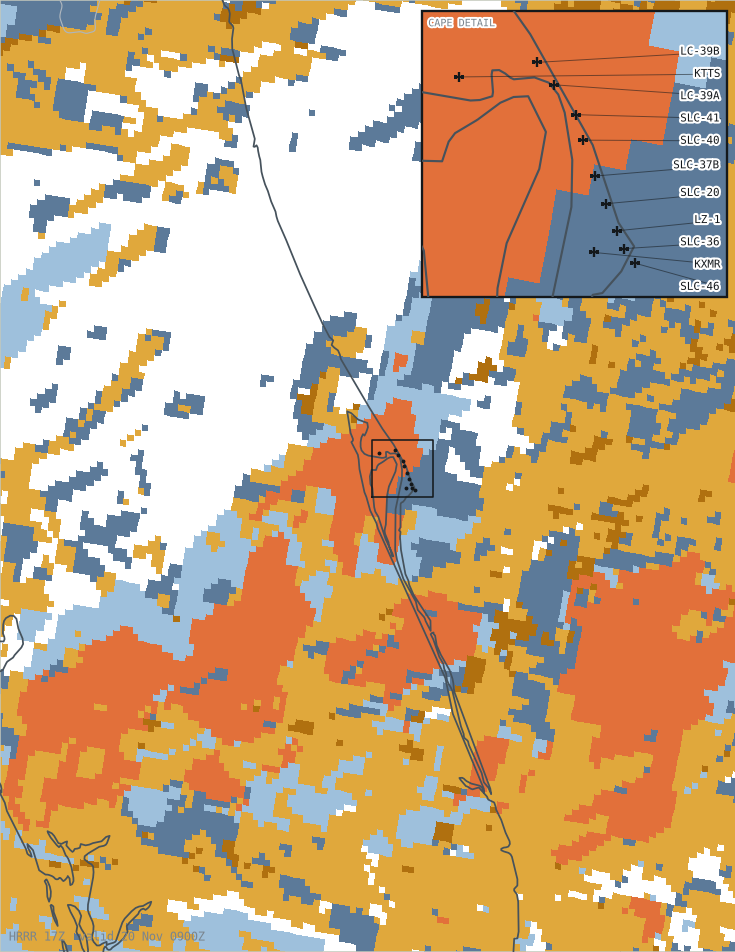 CAPE DETAIL
LC-39B
KTTS
LC-39A
SLC-41
SLC-40
SLC-37B
SLC-20
LZ-1
SLC-36
KXMR
SLC-46
HRRR 17Z valid 20 Nov 0900Z